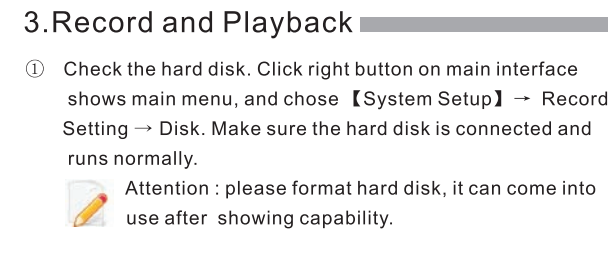 3.Record and Playback
① Check the hard disk. Click right button on main interface
shows main menu, and chose 【System Setup】→ Record
Setting → Disk. Make sure the hard disk is connected and
runs normally.
Attention : please format hard disk, it can come into
use after showing capability.